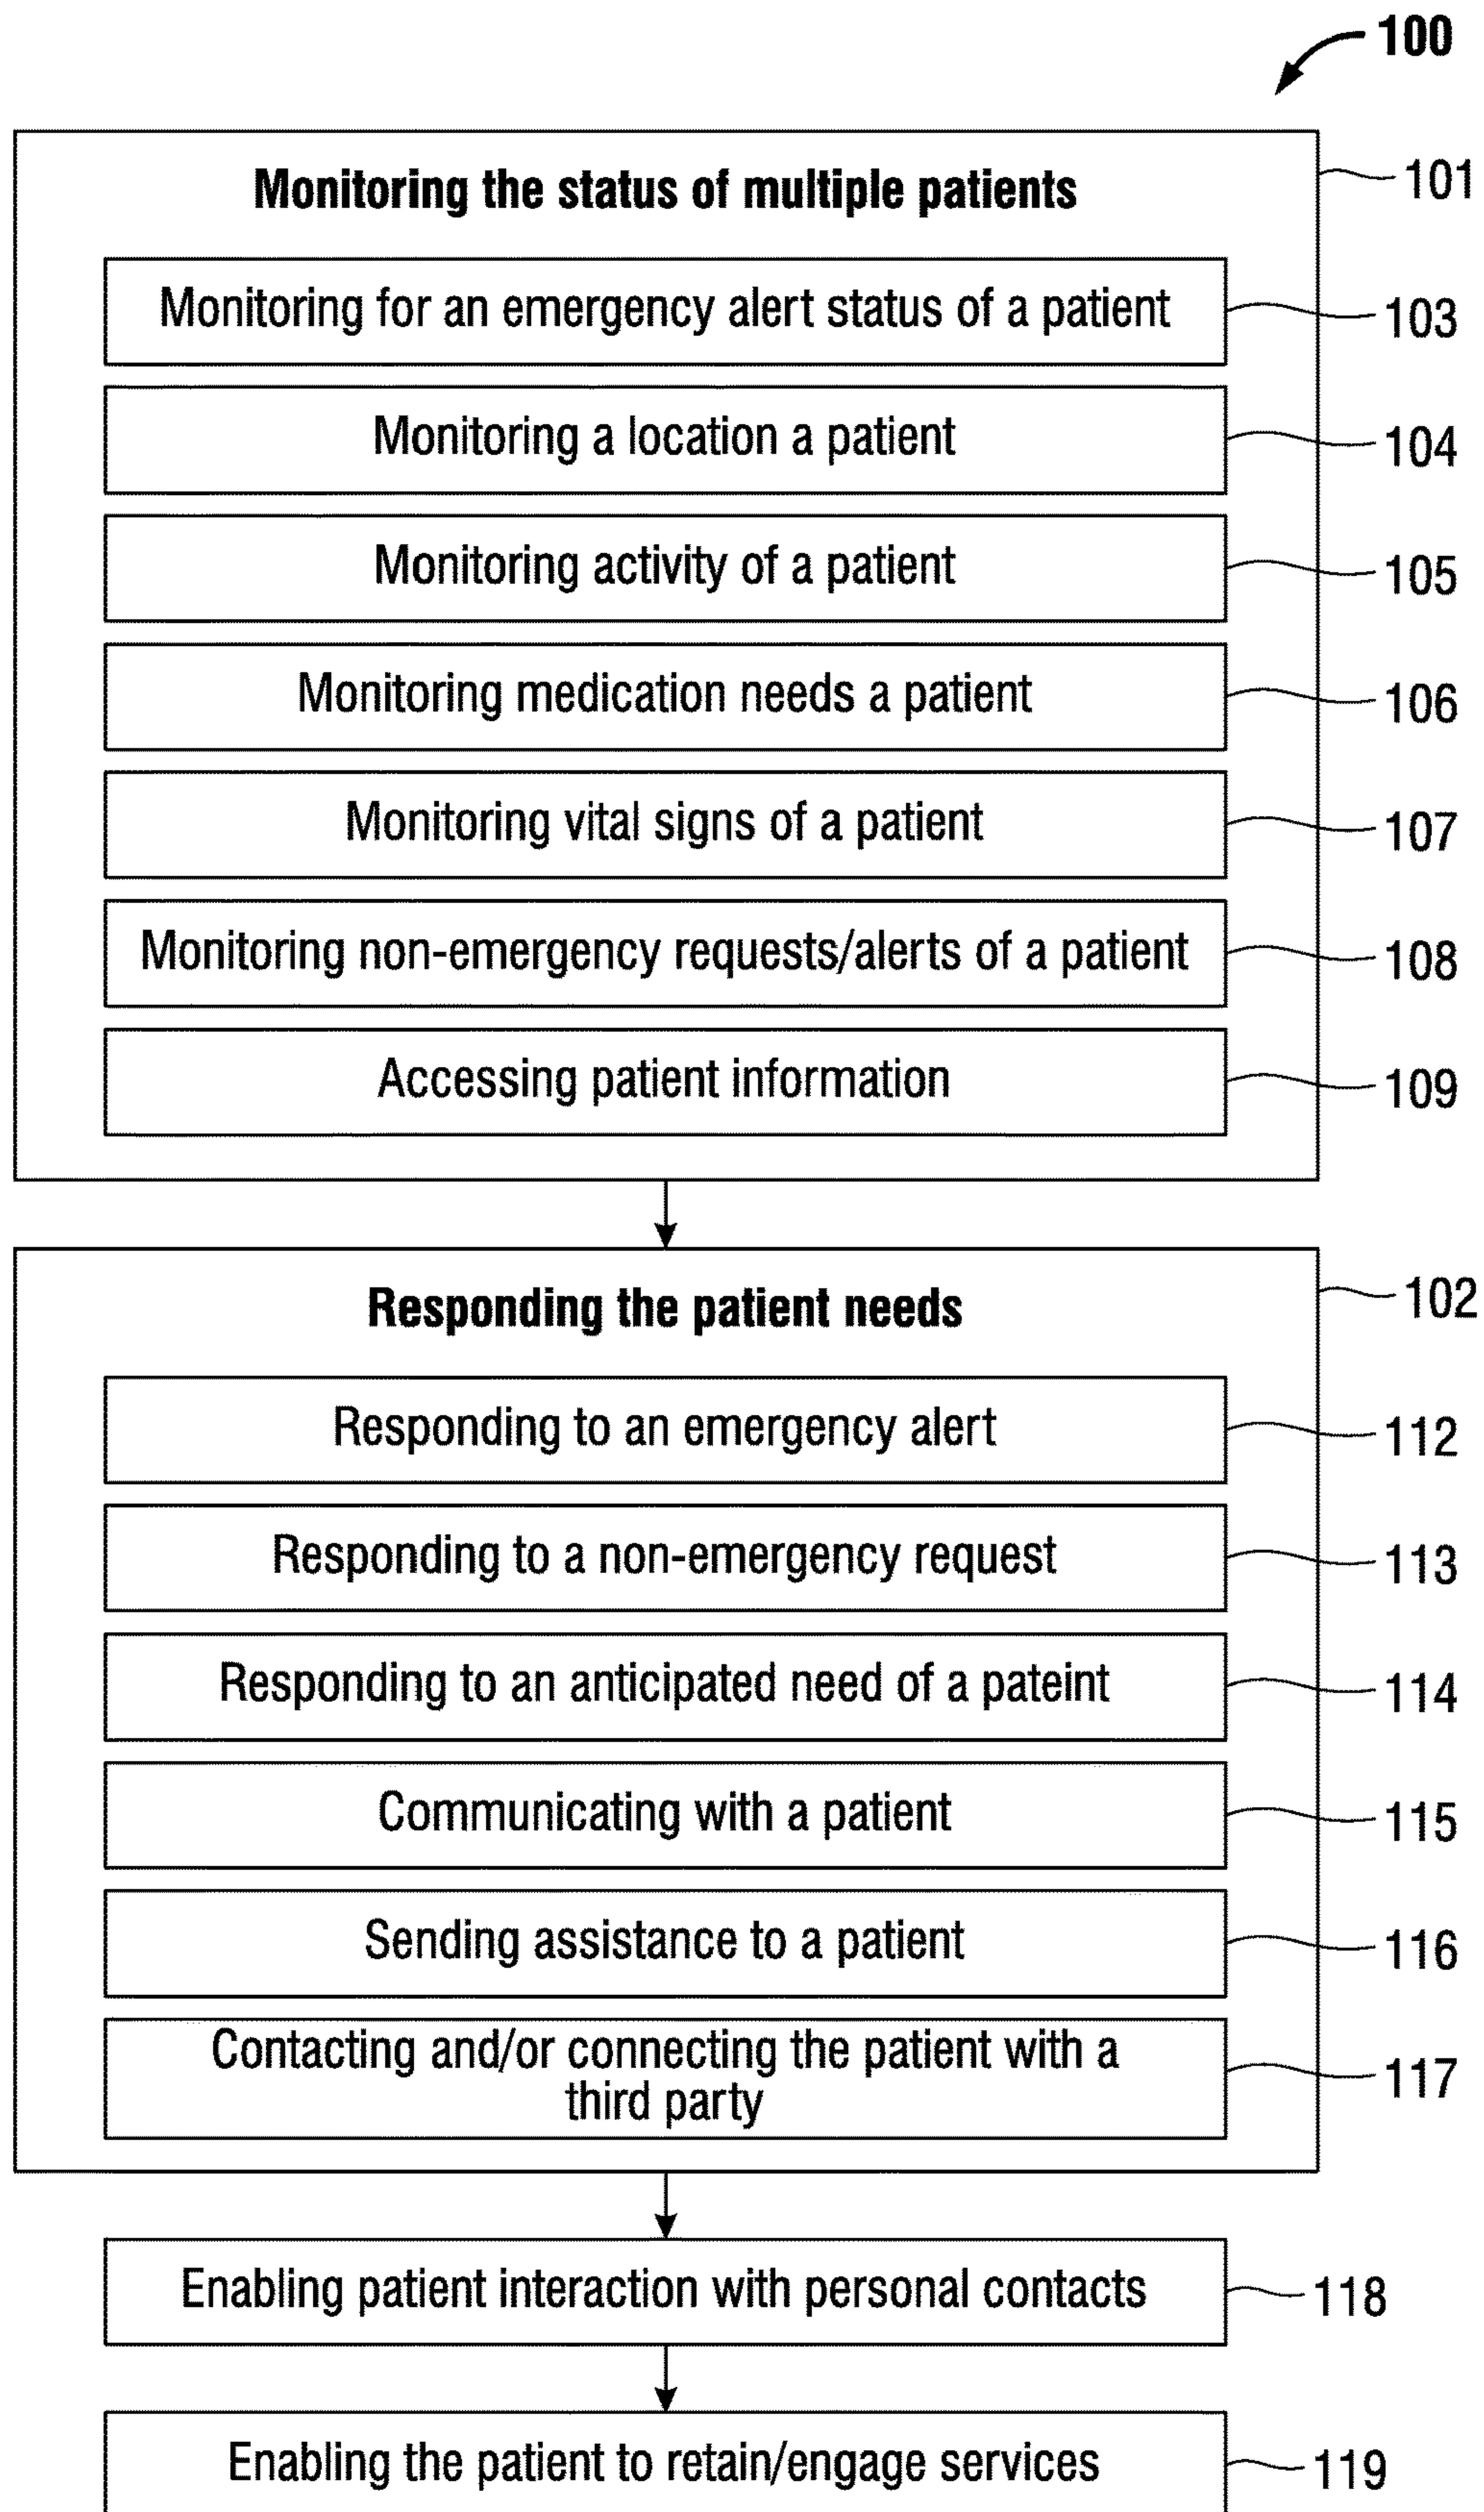 100
Monitoring the status of multiple patients
101
Monitoring for an emergency alert status of a patient
103
Monitoring a location a patient
104
Monitoring activity of a patient
105
Monitoring medication needs a patient
106
Monitoring vital signs of a patient
107
Monitoring non-emergency requests/alerts of a patient
108
Accessing patient information
109
Responding the patient needs
102
Responding to an emergency alert
112
Responding to a non-emergency request
113
Responding to an anticipated need of a pateint
114
Communicating with a patient
115
Sending assistance to a patient
116
Contacting and/or connecting the patient with a
third party
117
Enabling patient interaction with personal contacts
118
Enabling the patient to retain/engage services
119